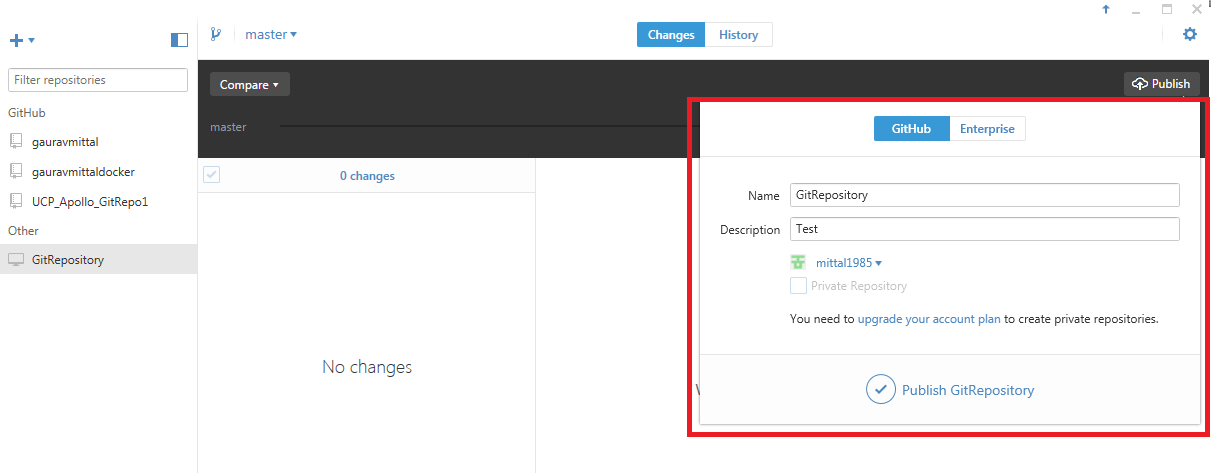 master
Changes
History
Filter repositories
Compare
Publish
GitHub
gauravmittal
gauravmittaldocker
UCP_Apollo_GitRepo1
Other
GitRepository
master
0 changes
No changes
GitHub
Enterprise
Name
GitRepository
Description
Test
mittal1985
Private Repository
You need to upgrade your account plan to create private repositories.
Publish GitRepository